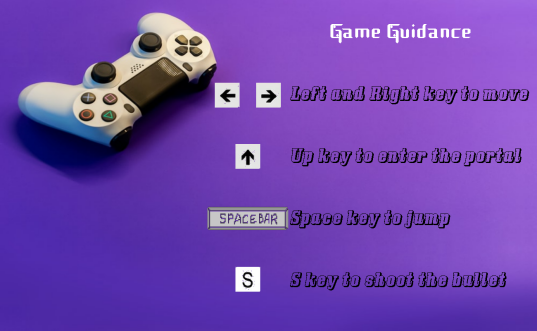 Game Guidance
Left and Right key to move
Up key to enter the portal
SPACEBAR Space key to jump
S S key to shoot the bullet